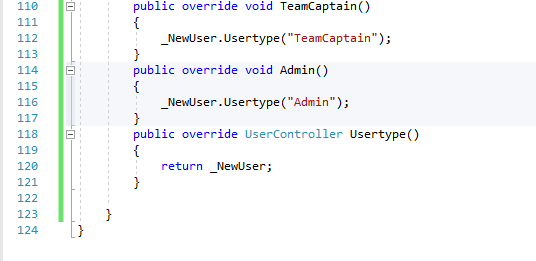 110 public override void TeamCaptain()
111 {
112 _NewUser.Usertype("TeamCaptain");
113 }
114 public override void Admin()
115 {
116 _NewUser.Usertype("Admin");
117 }
118 public override UserController Usertype()
119 {
120 return _NewUser;
121 }
122
123 }
124 }